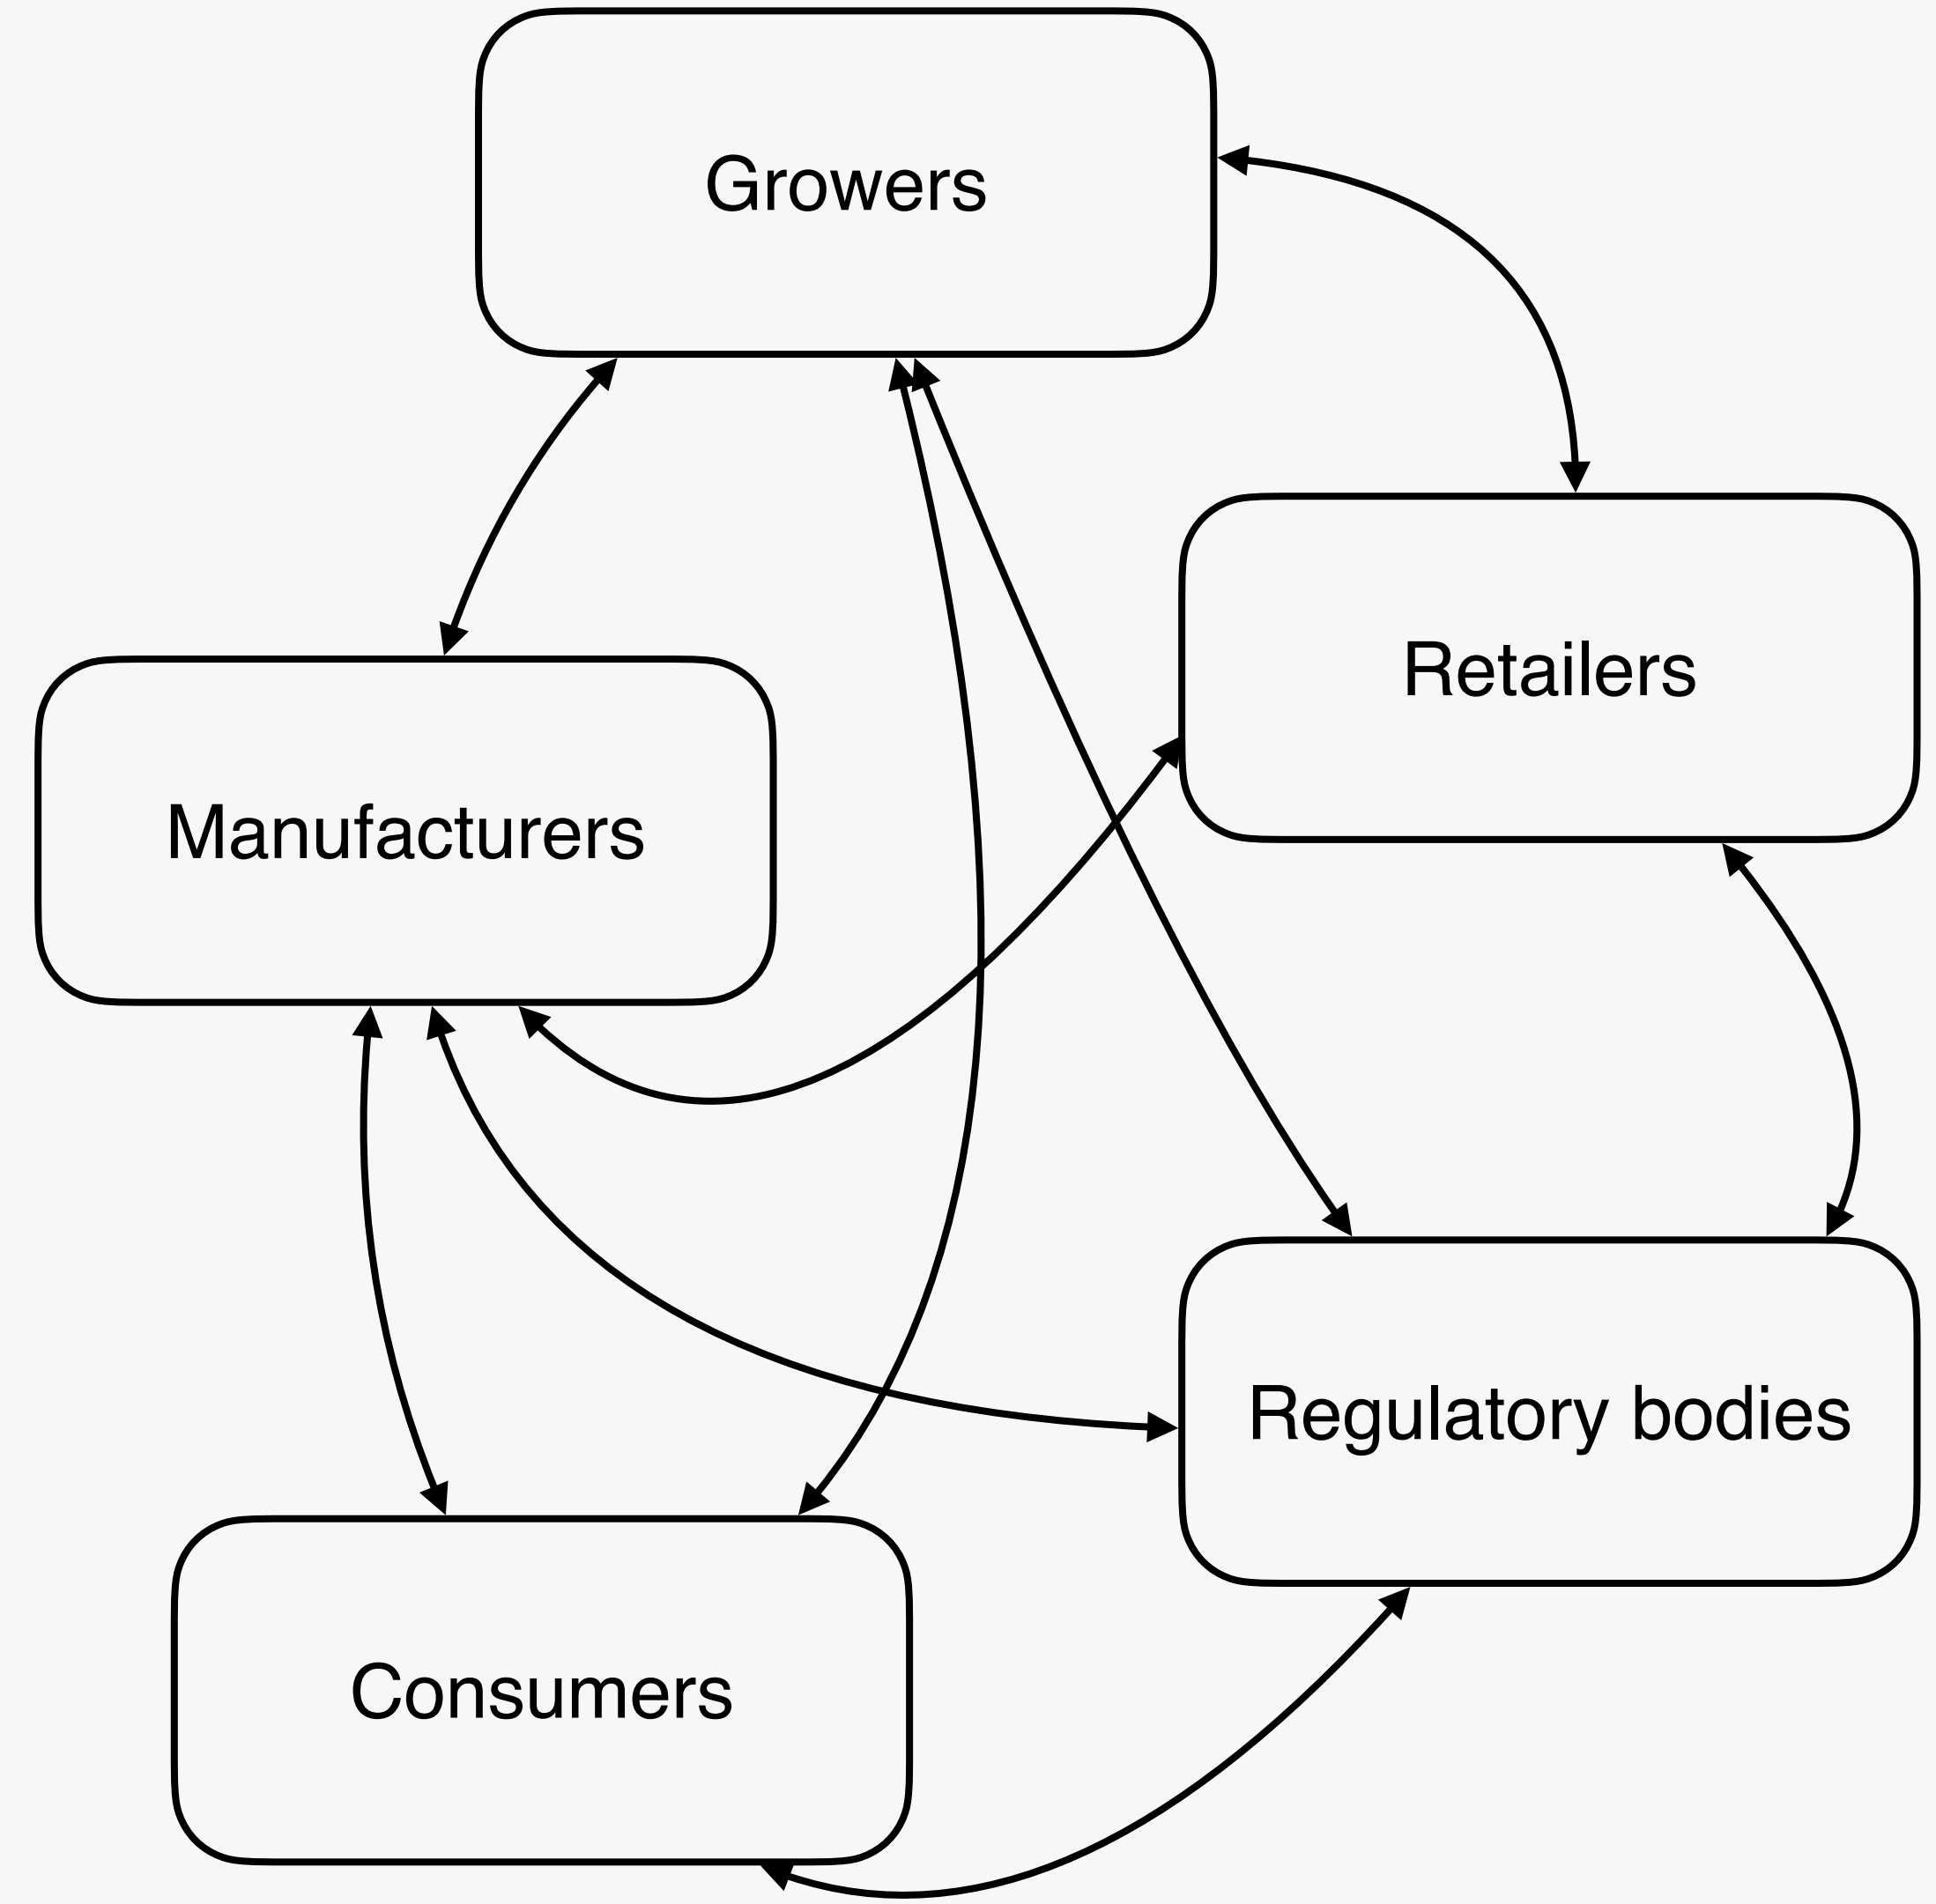 Growers
Retailers
Manufacturers
Regulatory bodies
Consumers